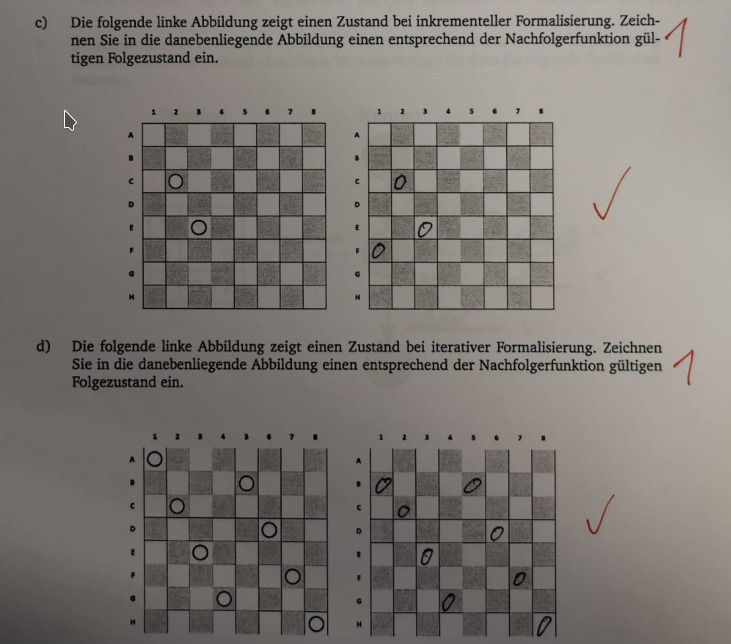 c) Die folgende linke Abbildung zeigt einen Zustand bei inkrementeller Formalisierung. Zeich-
nen Sie in die danebenliegende Abbildung einen entsprechend der Nachfolgerfunktion gül-
tigen Folgezustand ein.
1
1 2 3 4 5 6 7 8
A
B
C
D
E
F
G
H
1 2 3 4 5 6 7 8
A
B
C
D
E
F
G
H
d) Die folgende linke Abbildung zeigt einen Zustand bei iterativer Formalisierung. Zeichnen
Sie in die danebenliegende Abbildung einen entsprechend der Nachfolgerfunktion gültigen
Folgezustand ein.
1
1 2 3 4 5 6 7 8
A
B
C
D
E
F
G
H
1 2 3 4 5 6 7 8
A
B
C
D
E
F
G
H